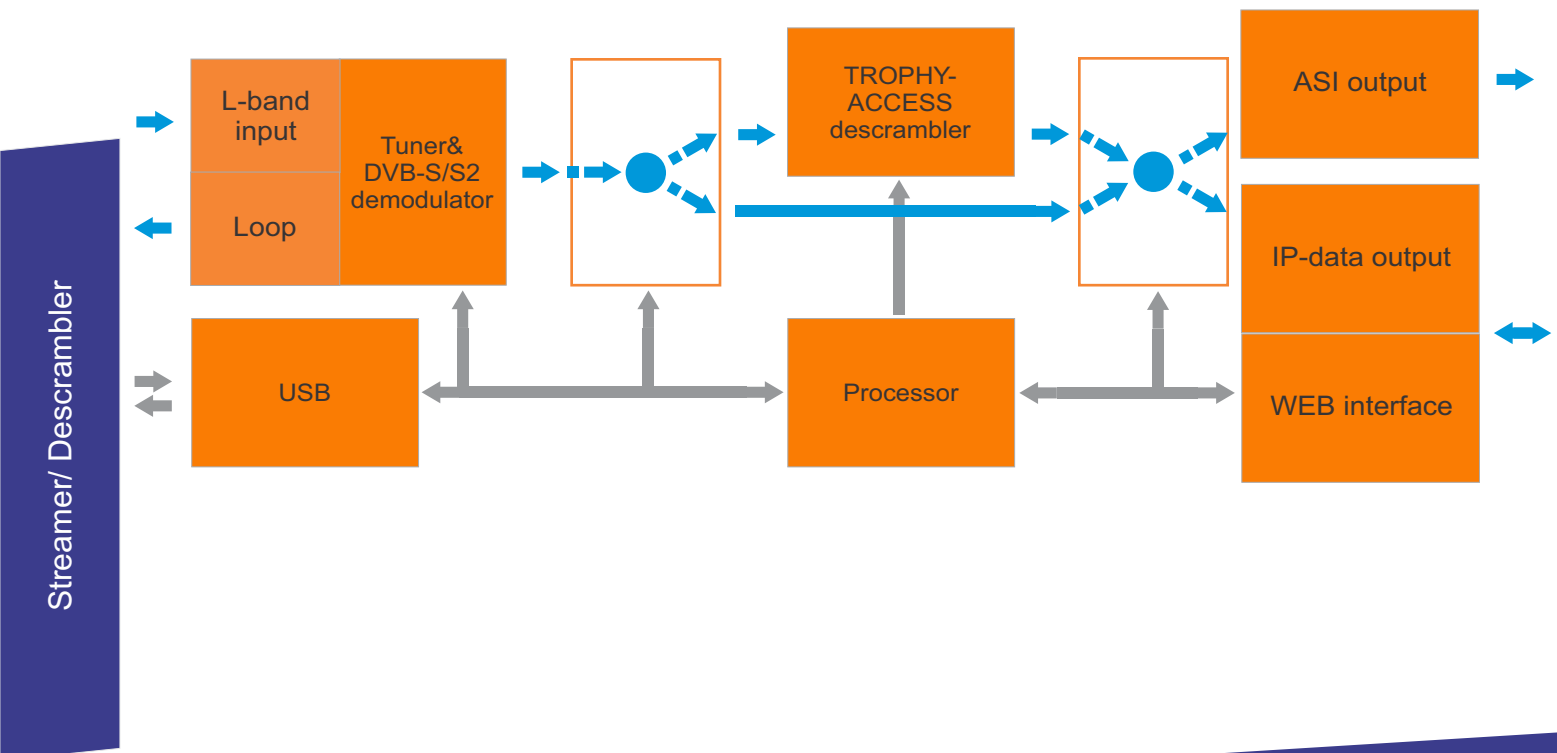 Streamer/ Descrambler
L-band
input
Loop
Tuner&
DVB-S/S2
demodulator
TROPHY-
ACCESS
descrambler
ASI output
IP-data output
USB
Processor
WEB interface